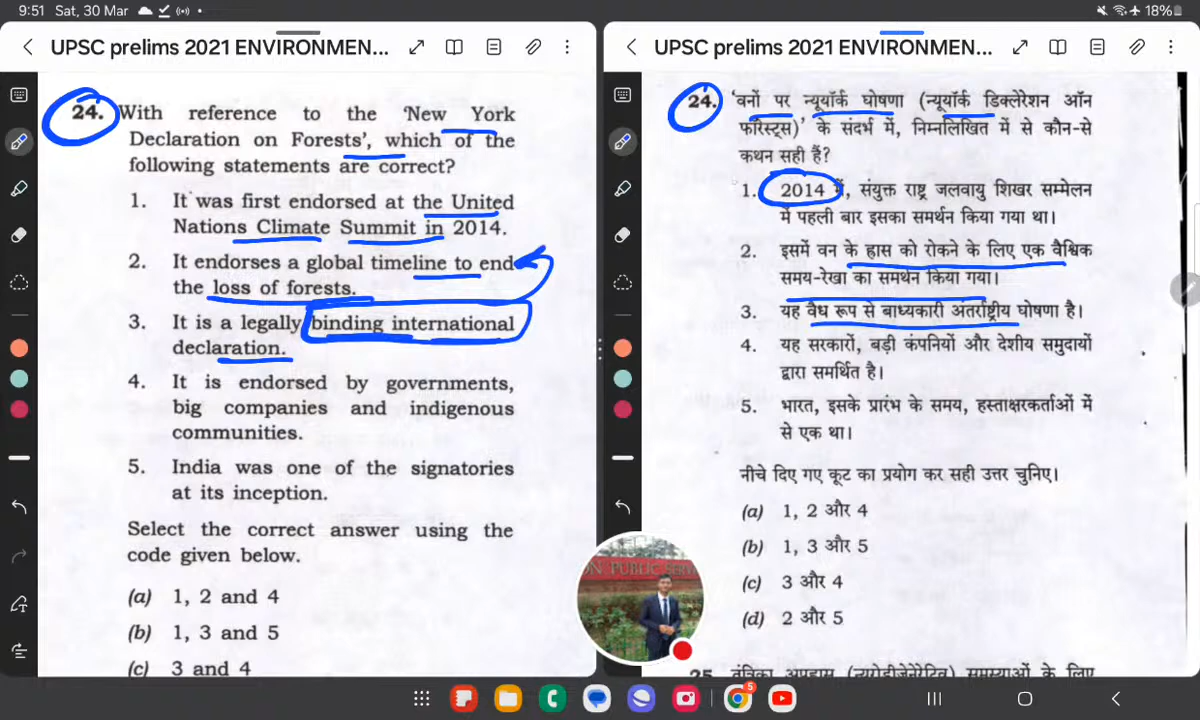 9:51 Sat, 30 Mar
18%
UPSC prelims 2021 ENVIRONMEN...
24. With reference to the 'New York
Declaration on Forests', which of the
following statements are correct?
1. It was first endorsed at the United
Nations Climate Summit in 2014.
2. It endorses a global timeline to end
the loss of forests.
3. It is a legally binding international
declaration.
4. It is endorsed by governments,
big companies and indigenous
communities.
5. India was one of the signatories
at its inception.
Select the correct answer using the
code given below.
(a) 1, 2 and 4
(b) 1, 3 and 5
(c) 3 and 4
UPSC prelims 2021 ENVIRONMEN...
24. 'वनों पर न्यूयॉर्क घोषणा (न्यूयॉर्क डिक्लेरेशन ऑन
फॉरेस्ट्स)' के संदर्भ में, निम्नलिखित में से कौन-से
कथन सही हैं?
1. 2014 में, संयुक्त राष्ट्र जलवायु शिखर सम्मेलन
में पहली बार इसका समर्थन किया गया था।
2. इसमें वन के ह्रास को रोकने के लिए एक वैश्विक
समय-रेखा का समर्थन किया गया।
3. यह वैध रूप से बाध्यकारी अंतर्राष्ट्रीय घोषणा है।
4. यह सरकारों, बड़ी कंपनियों और देशीय समुदायों
द्वारा समर्थित है।
5. भारत, इसके प्रारंभ के समय, हस्ताक्षरकर्ताओं में
से एक था।
नीचे दिए गए कूट का प्रयोग कर सही उत्तर चुनिए।
(a) 1, 2 और 4
(b) 1, 3 और 5
(c) 3 और 4
(d) 2 और 5
ON PUBLIC SER
5